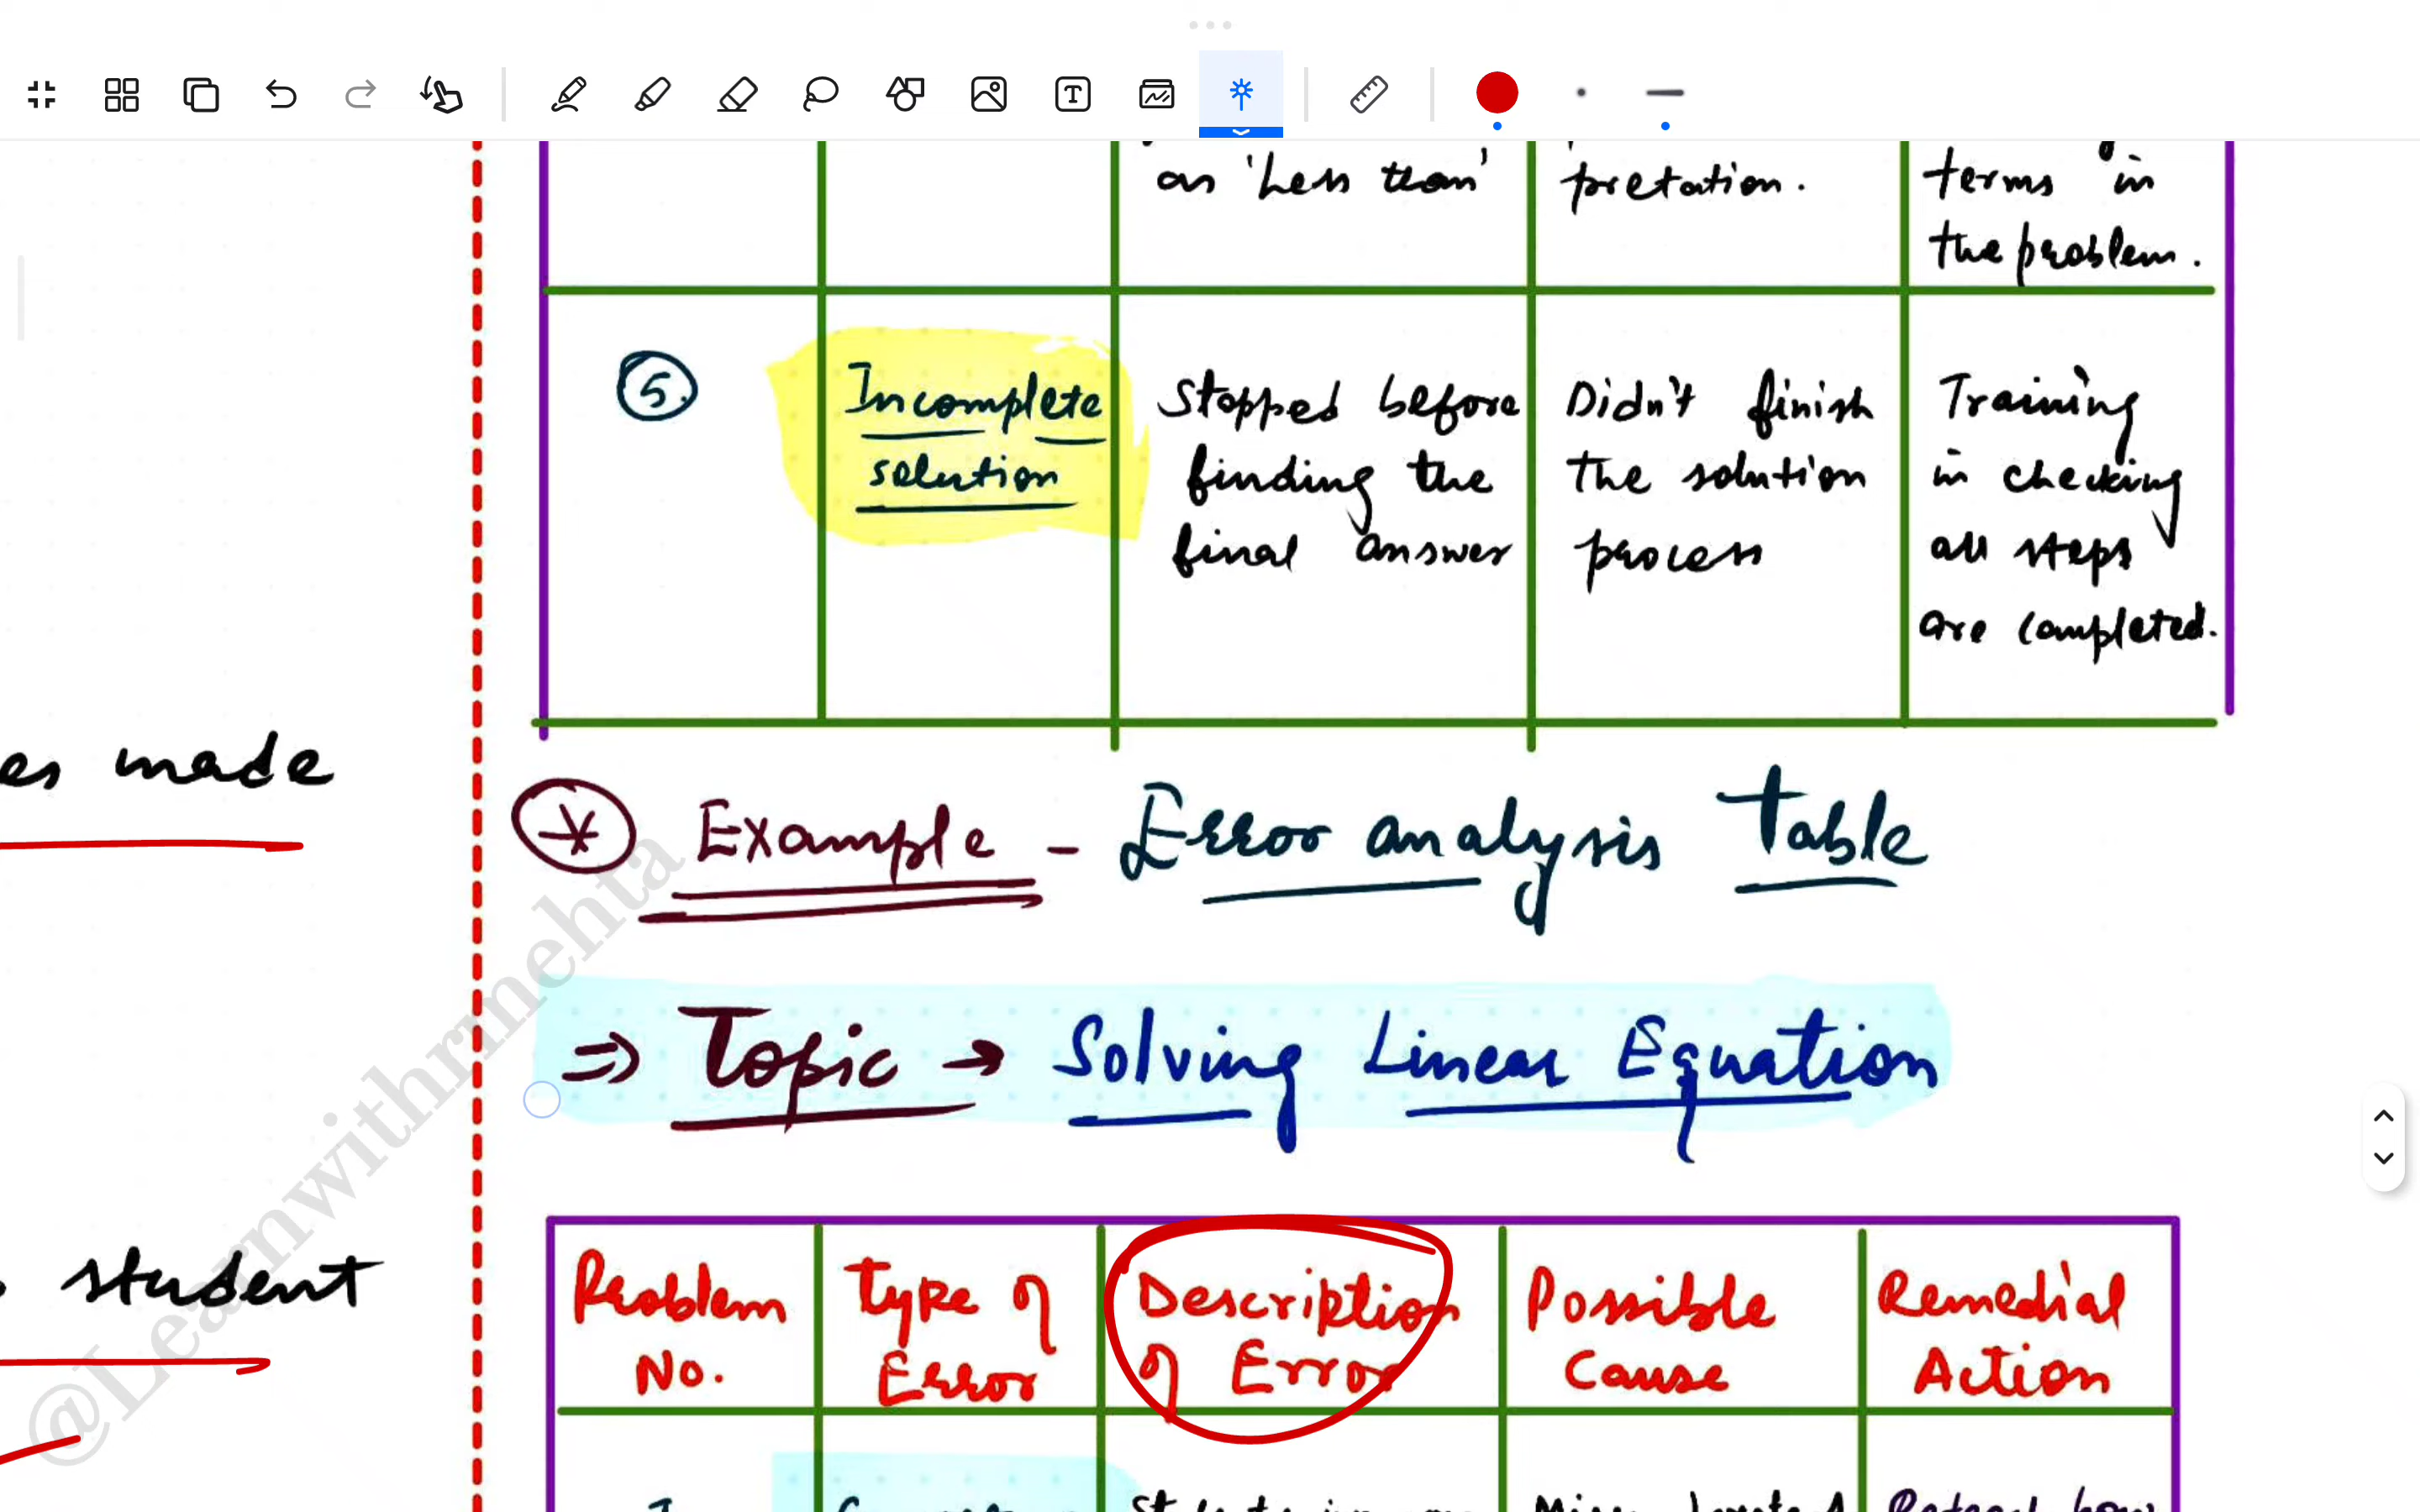 as 'Less than'
pretation.
terms in
the problem.
5.
Incomplete
solution
Stopped before
finding the
final answer
Didn't finish
the solution
process
Training
in checking
all steps
are completed.
es made
* Example - Error analysis Table
⇒ Topic → Solving Linear Equation
student
Problem
No.
Type of
Error
Description
of Error
Possible
Cause
Remedial
Action
@Learnwithrmehta